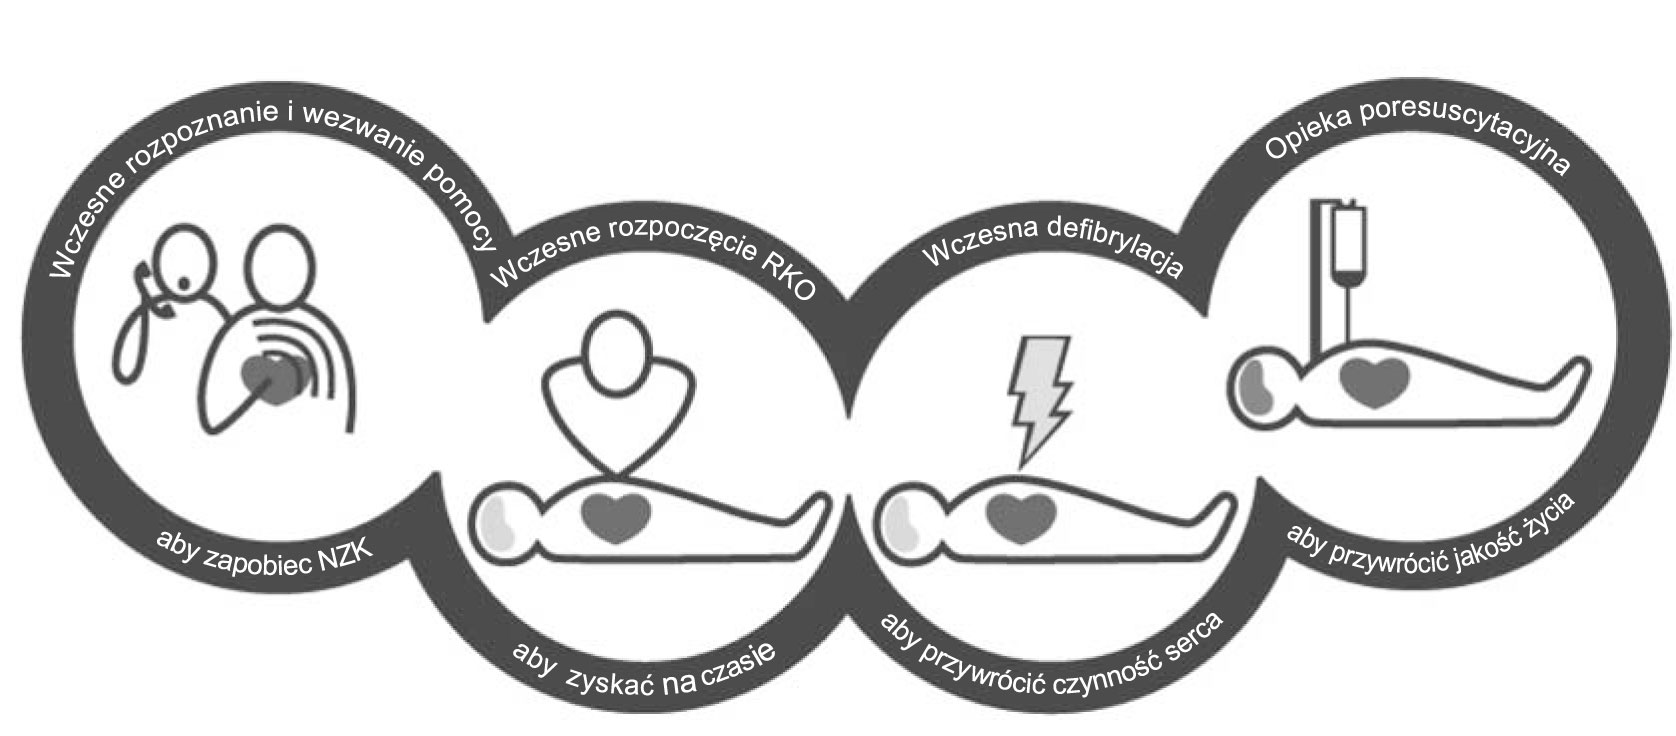 Wczesne rozpoznanie i wezwanie pomocy
aby zapobiec NZK
Wczesne rozpoczęcie RKO
aby zyskać na czasie
Wczesna defibrylacja
aby przywrócić czynność serca
Opieka poresuscytacyjna
aby przywrócić jakość życia